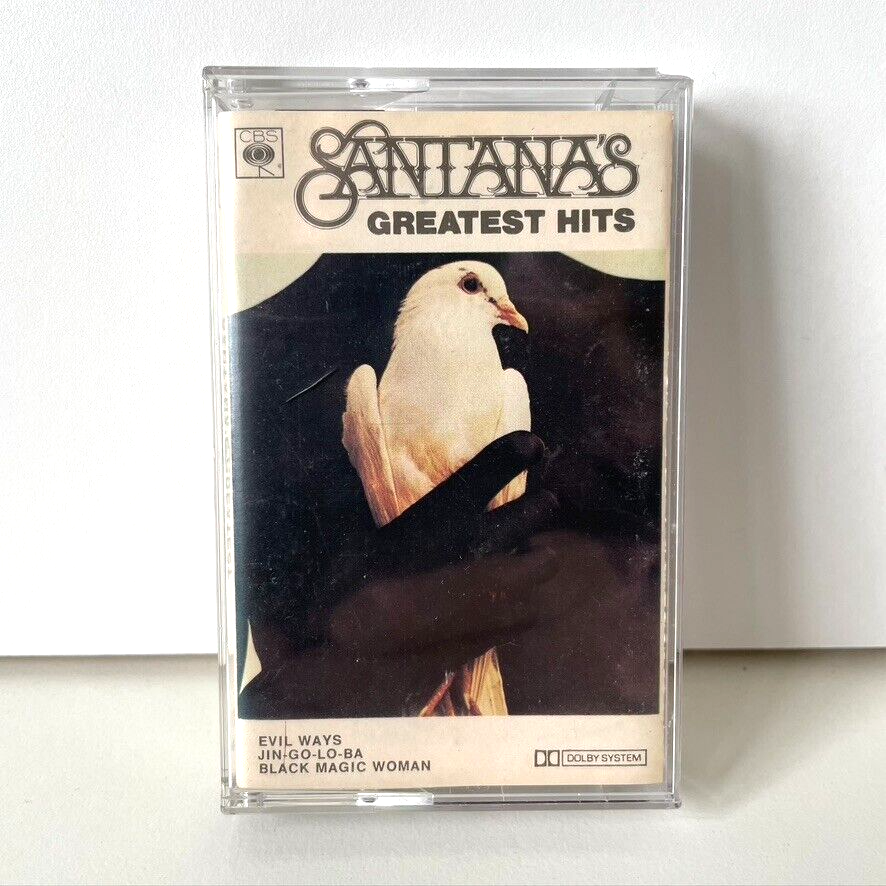 CBS
SANTANA'S
GREATEST HITS
EVIL WAYS
JIN-GO-LO-BA
BLACK MAGIC WOMAN
DOLBY SYSTEM